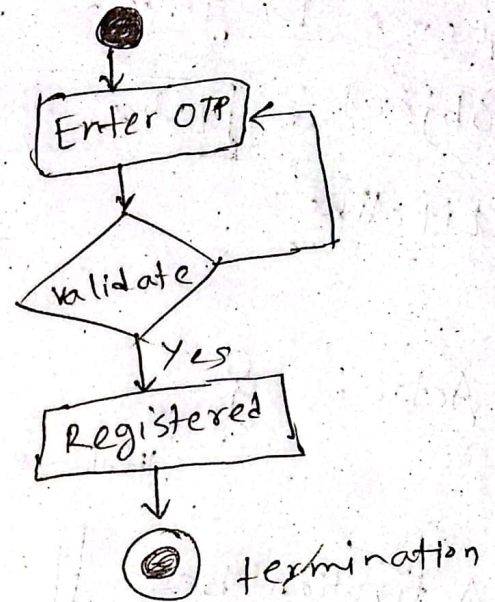 Enter OTP
validate
Yes
Registered
termination